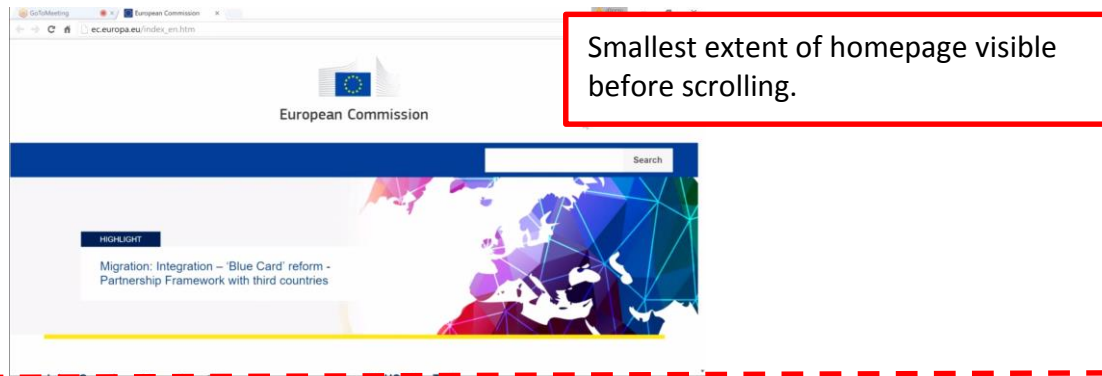 GoToMeeting
European Commission
ec.europa.eu/index_en.htm
Smallest extent of homepage visible
before scrolling.
European Commission
Search
HIGHLIGHT
Migration: Integration – ‘Blue Card’ reform -
Partnership Framework with third countries